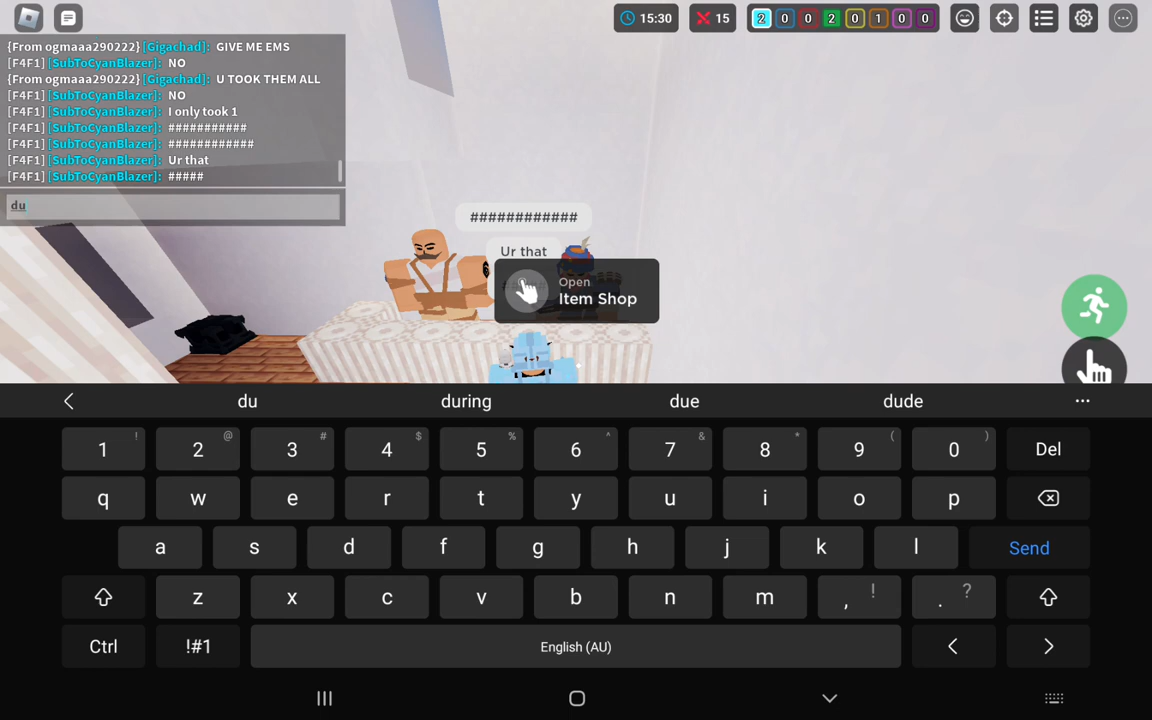 15:30
15
2 0 0 2 0 1 0 0
{From ogmaaa290222} [Gigachad]: GIVE ME EMS
[F4F1] [SubToCyanBlazer]: NO
{From ogmaaa290222} [Gigachad]: U TOOK THEM ALL
[F4F1] [SubToCyanBlazer]: NO
[F4F1] [SubToCyanBlazer]: I only took 1
[F4F1] [SubToCyanBlazer]: ###########
[F4F1] [SubToCyanBlazer]: ############
[F4F1] [SubToCyanBlazer]: Ur that
[F4F1] [SubToCyanBlazer]: #####
du
############
Ur that
Open
Item Shop
du during due dude
1 ! 2 @ 3 # 4 $ 5 % 6 ^ 7 & 8 * 9 ( 0 ) Del
q w e r t y u i o p
a s d f g h j k l Send
z x c v b n m , ! . ?
Ctrl !#1 English (AU) < >